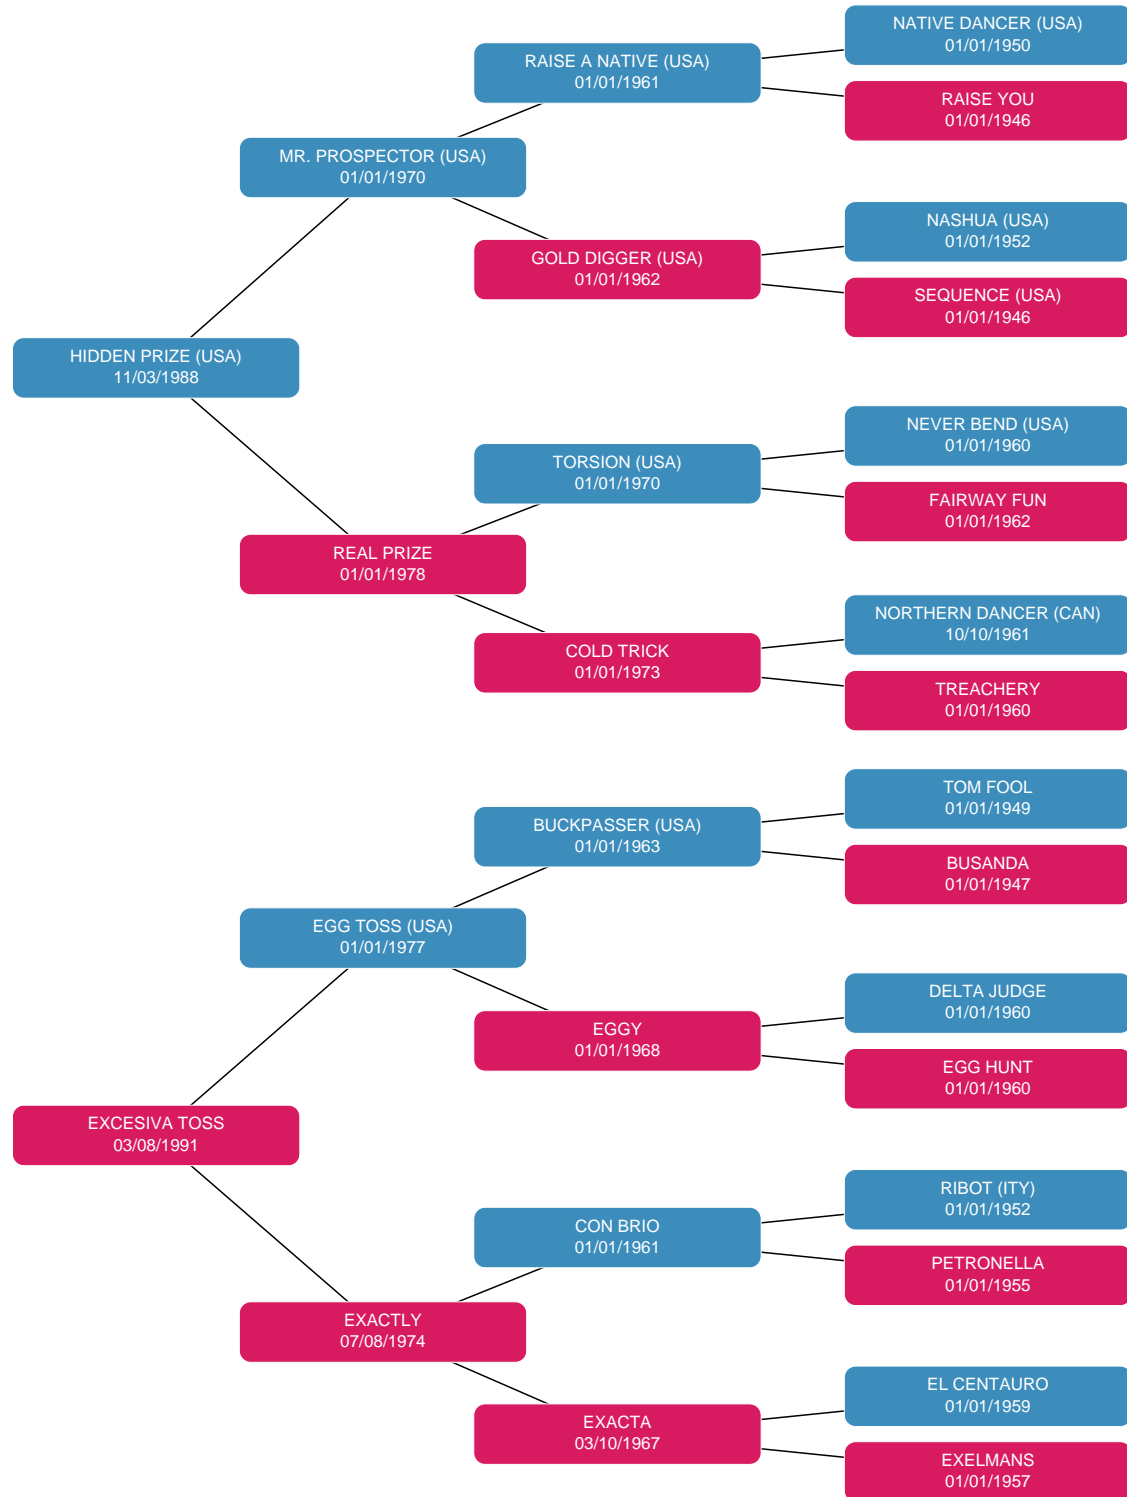 NATIVE DANCER (USA)
01/01/1950
RAISE A NATIVE (USA)
01/01/1961
RAISE YOU
01/01/1946
MR. PROSPECTOR (USA)
01/01/1970
NASHUA (USA)
01/01/1952
GOLD DIGGER (USA)
01/01/1962
SEQUENCE (USA)
01/01/1946
HIDDEN PRIZE (USA)
11/03/1988
NEVER BEND (USA)
01/01/1960
TORSION (USA)
01/01/1970
FAIRWAY FUN
01/01/1962
REAL PRIZE
01/01/1978
NORTHERN DANCER (CAN)
10/10/1961
COLD TRICK
01/01/1973
TREACHERY
01/01/1960
TOM FOOL
01/01/1949
BUCKPASSER (USA)
01/01/1963
BUSANDA
01/01/1947
EGG TOSS (USA)
01/01/1977
DELTA JUDGE
01/01/1960
EGGY
01/01/1968
EGG HUNT
01/01/1960
EXCESIVA TOSS
03/08/1991
RIBOT (ITY)
01/01/1952
CON BRIO
01/01/1961
PETRONELLA
01/01/1955
EXACTLY
07/08/1974
EL CENTAURO
01/01/1959
EXACTA
03/10/1967
EXELMANS
01/01/1957